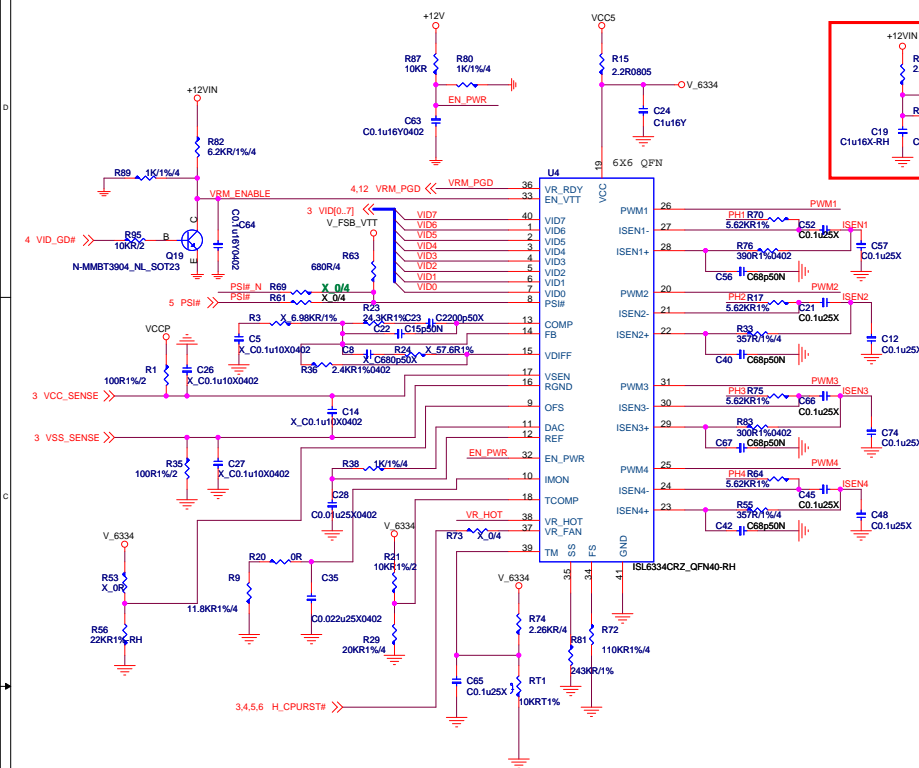 +12V
VCC5
+12VIN
R87
10KR
R80
1K/1%/4
EN_PWR
C63
C0.1u16Y0402
R15
2.2R0805
V_6334
C24
C1u16Y
C19
C1u16X-RH
D
+12VIN
R82
6.2KR/1%/4
R89
1K/1%/4
VRM_ENABLE
4 VID_GD#
R95
10KR/2
B
C
E
Q19
N-MMBT3904_NL_SOT23
C64
C0.1u16Y0402
4,12 VRM_PGD
VRM_PGD
3 VID[0..7]
V_FSB_VTT
VID7
VID6
VID5
VID4
VID3
VID2
VID1
VID0
R63
680R/4
PSI#_N
R69
X_0/4
5 PSI#
PSI#
R61
X_0/4
R3
X_6.98KR/1%
R23
24.3KR1%
C23
C2200p50X
C22
C15p50N
C5
X_C0.1u10X0402
C8
X_C680p50X
R24
X_57.6R1%
R36
2.4KR1%0402
VCCP
R1
100R1%/2
C26
X_C0.1u10X0402
3 VCC_SENSE
C14
X_C0.1u10X0402
3 VSS_SENSE
R35
100R1%/2
C27
X_C0.1u10X0402
EN_PWR
R38
1K/1%/4
C28
C0.01u25X0402
VR_HOT
R73
X_0/4
V_6334
R53
X_0R
R56
22KR1%-RH
R20
0R
R9
11.8KR1%/4
C35
C0.022u25X0402
V_6334
R21
10KR1%/2
R29
20KR1%/4
V_6334
R74
2.26KR/4
C65
C0.1u25X
RT1
10KRT1%
R81
243KR/1%
R72
110KR1%/4
3,4,5,6 H_CPURST#
C
U4
6X6 QFN
19
VCC
36 VR_RDY
33 EN_VTT
40 VID7
1 VID6
2 VID5
3 VID4
4 VID3
5 VID2
6 VID1
7 VID0
8 PSI#
13 COMP
14 FB
15 VDIFF
17 VSEN
16 RGND
9 OFS
11 DAC
12 REF
32 EN_PWR
10 IMON
18 TCOMP
38 VR_HOT
37 VR_FAN
39 TM
35 SS
34 FS
41 GND
ISL6334CRZ_QFN40-RH
PWM1 26
ISEN1- 27
ISEN1+ 28
PWM2 20
ISEN2- 21
ISEN2+ 22
PWM3 31
ISEN3- 30
ISEN3+ 29
PWM4 25
ISEN4- 24
ISEN4+ 23
PWM1
PH1
R70
5.62KR1%
C52
C0.1u25X
ISEN1
R76
390R1%0402
C57
C0.1u25X
C56
C68p50N
PWM2
PH2
R17
5.62KR1%
C21
C0.1u25X
ISEN2
R33
357R/1%/4
C12
C0.1u25X
C40
C68p50N
PWM3
PH3
R75
5.62KR1%
C66
C0.1u25X
ISEN3
R83
300R1%0402
C74
C0.1u25X
C67
C68p50N
PWM4
PH4
R64
5.62KR1%
C45
C0.1u25X
ISEN4
R55
357R/1%/4
C48
C0.1u25X
C42
C68p50N